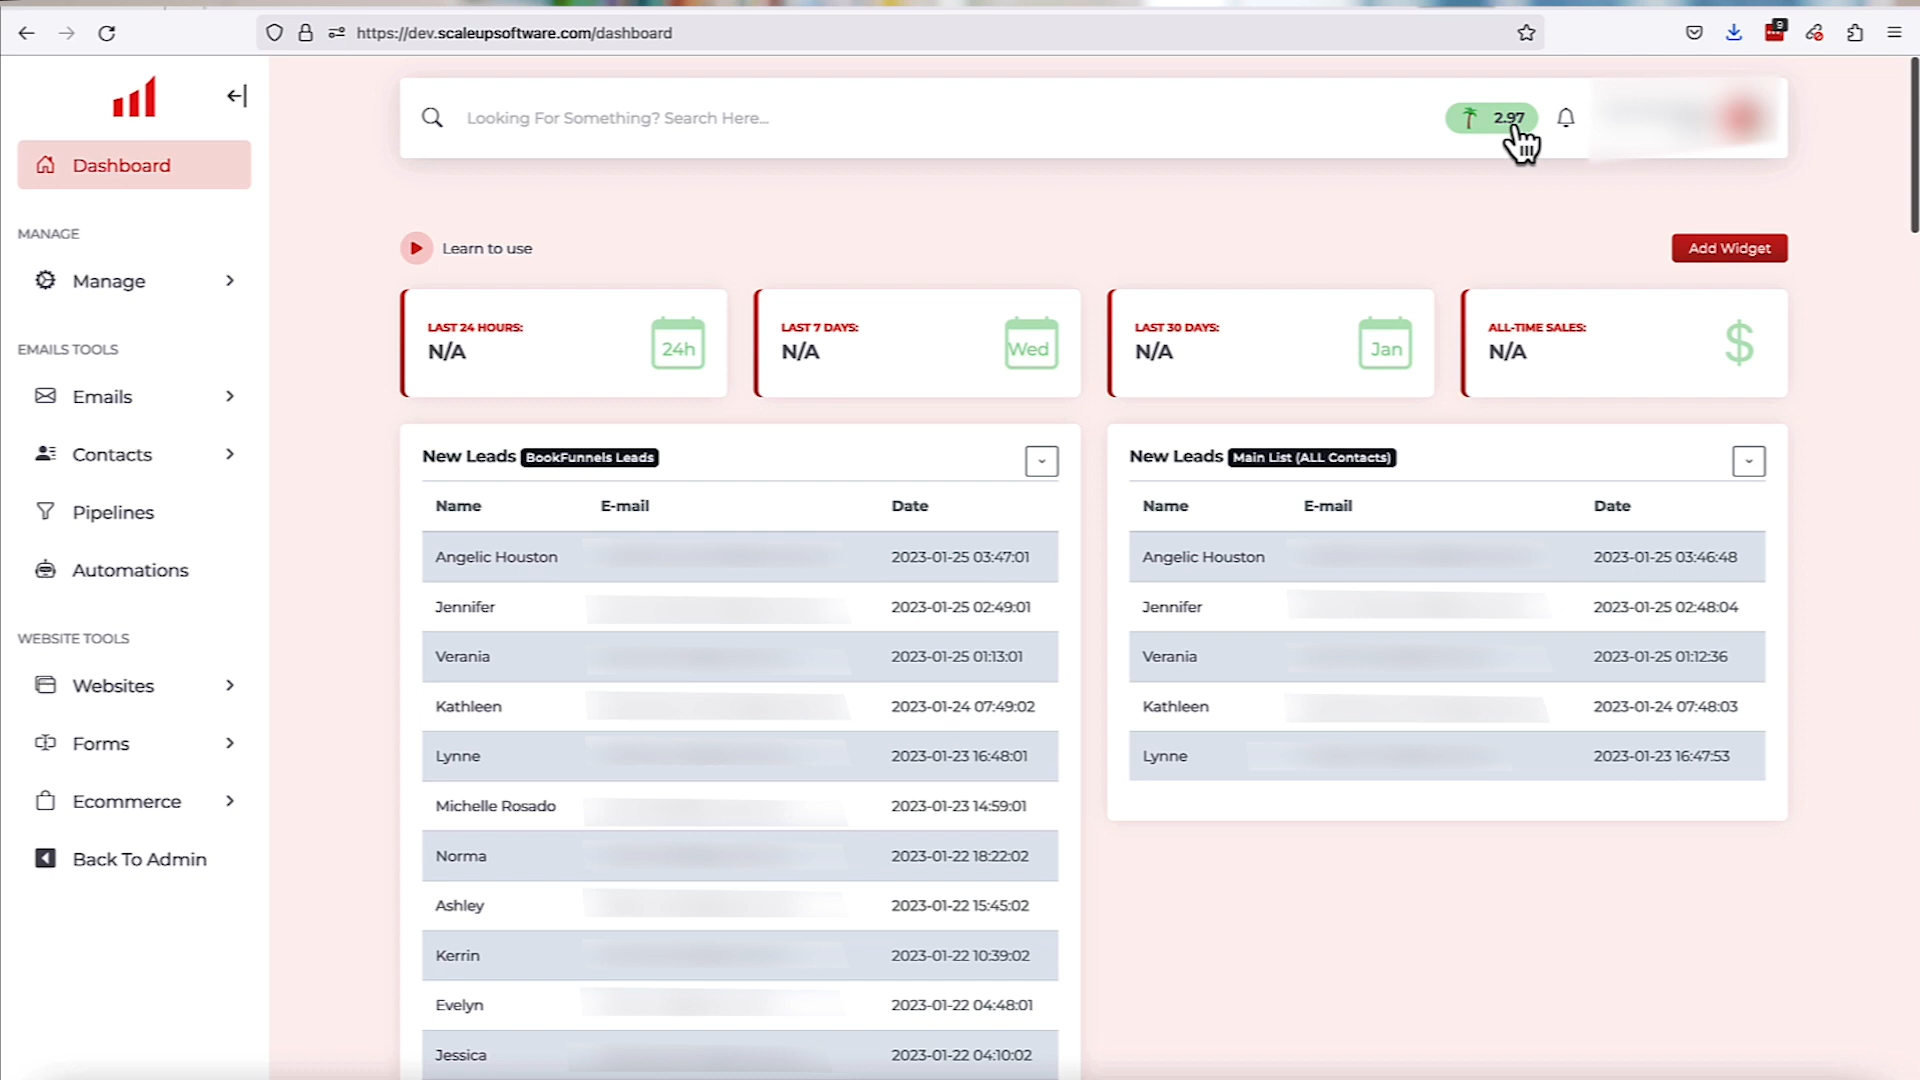 https://dev.scaleupsoftware.com/dashboard
9
Looking For Something? Search Here...
2.97
Dashboard
MANAGE
Manage
EMAILS TOOLS
Emails
Contacts
Pipelines
Automations
WEBSITE TOOLS
Websites
Forms
Ecommerce
Back To Admin
Learn to use
Add Widget
LAST 24 HOURS:
N/A
24h
LAST 7 DAYS:
N/A
Wed
LAST 30 DAYS:
N/A
Jan
ALL-TIME SALES:
N/A
$
New Leads BookFunnels Leads
Name E-mail Date
Angelic Houston 2023-01-25 03:47:01
Jennifer 2023-01-25 02:49:01
Verania 2023-01-25 01:13:01
Kathleen 2023-01-24 07:49:02
Lynne 2023-01-23 16:48:01
Michelle Rosado 2023-01-23 14:59:01
Norma 2023-01-22 18:22:02
Ashley 2023-01-22 15:45:02
Kerrin 2023-01-22 10:39:02
Evelyn 2023-01-22 04:48:01
Jessica 2023-01-22 04:10:02
New Leads Main List (ALL Contacts)
Name E-mail Date
Angelic Houston 2023-01-25 03:46:48
Jennifer 2023-01-25 02:48:04
Verania 2023-01-25 01:12:36
Kathleen 2023-01-24 07:48:03
Lynne 2023-01-23 16:47:53